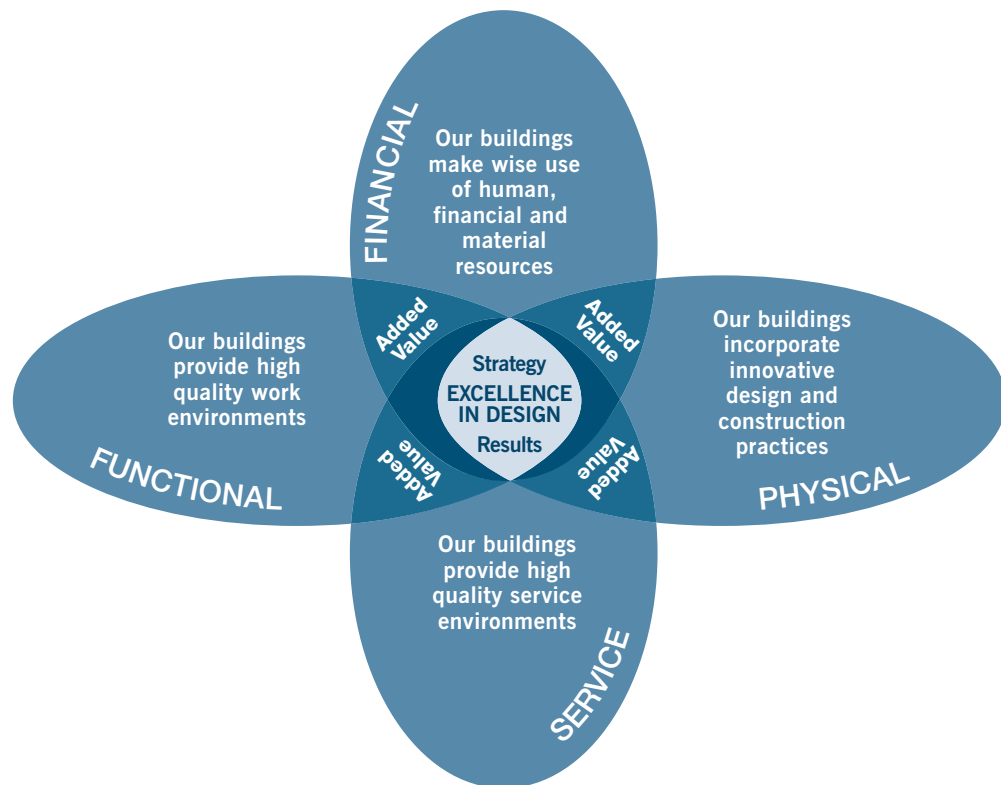 FINANCIAL
Our buildings
make wise use
of human,
financial and
material
resources
Added
Value
Added
Value
Our buildings
provide high
quality work
environments
FUNCTIONAL
Strategy
EXCELLENCE
IN DESIGN
Results
Our buildings
incorporate
innovative
design and
construction
practices
PHYSICAL
Added
Value
Added
Value
Our buildings
provide high
quality service
environments
SERVICE